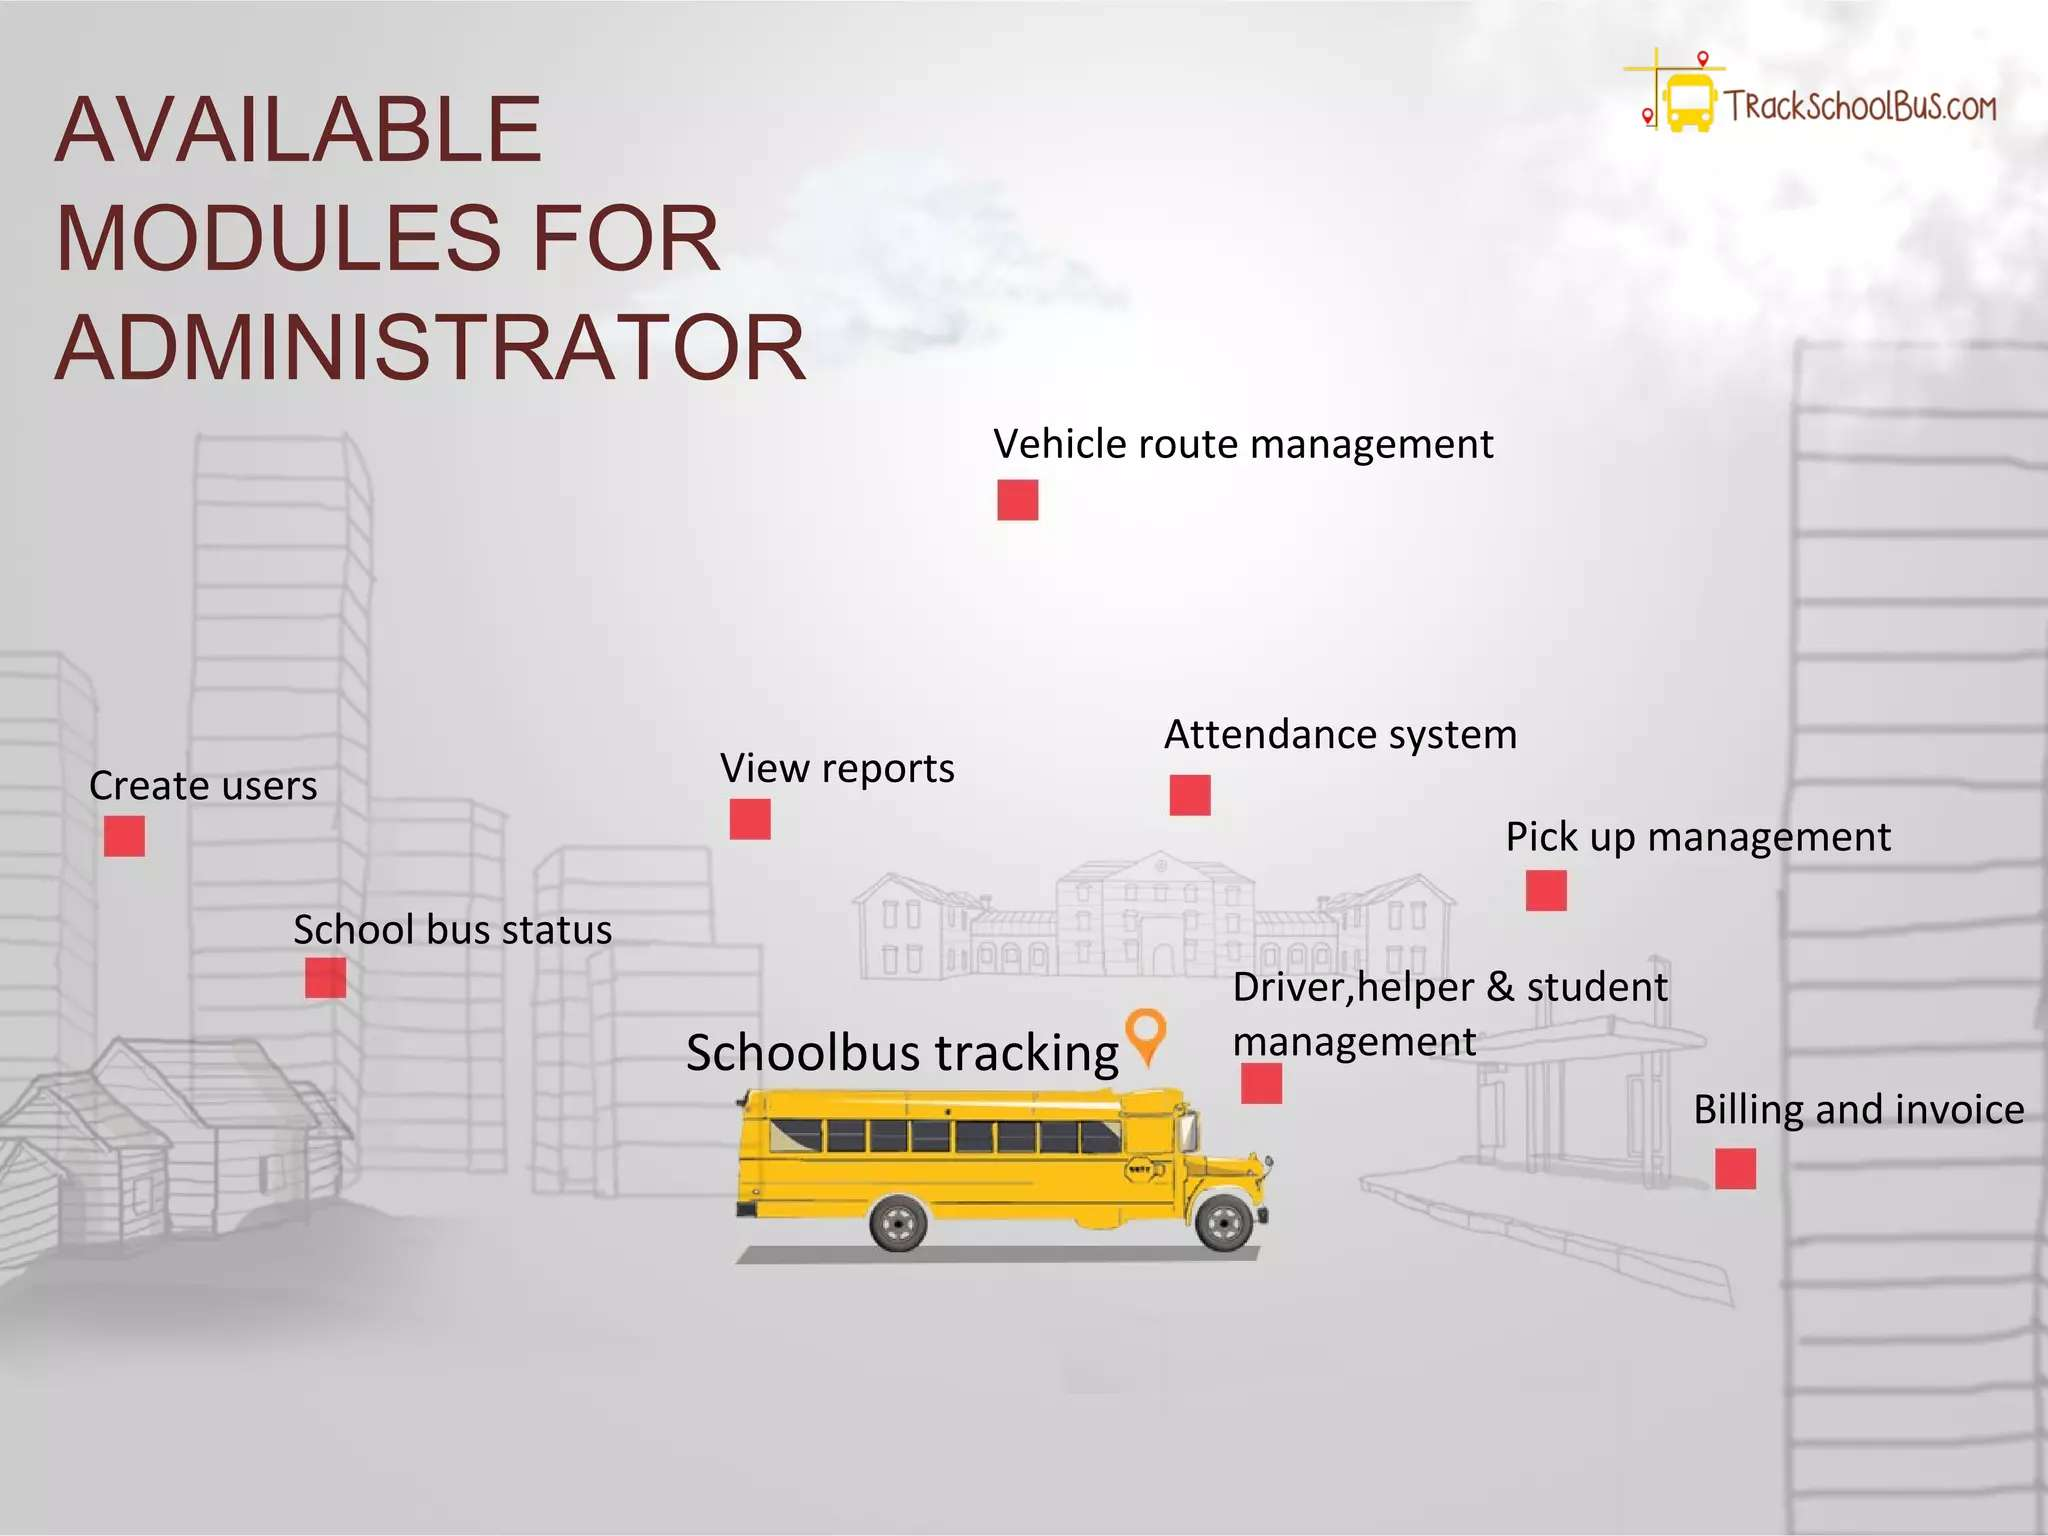 AVAILABLE
MODULES FOR
ADMINISTRATOR
TRackSchoolBus.com
Vehicle route management
Attendance system
View reports
Create users
Pick up management
School bus status
Driver,helper & student
management
Schoolbus tracking
Billing and invoice